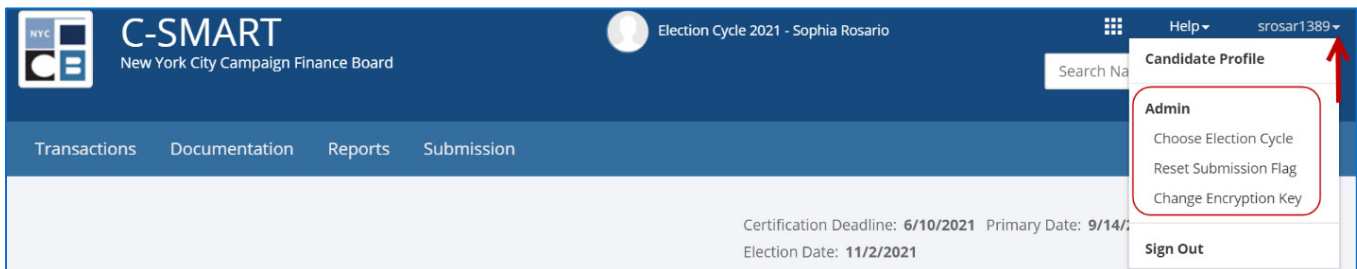 NYC
CB
C-SMART
New York City Campaign Finance Board
Election Cycle 2021 - Sophia Rosario
Help
srosar1389
Search Na
Candidate Profile
Admin
Choose Election Cycle
Reset Submission Flag
Change Encryption Key
Sign Out
Transactions Documentation Reports Submission
Certification Deadline: 6/10/2021 Primary Date: 9/14/2
Election Date: 11/2/2021